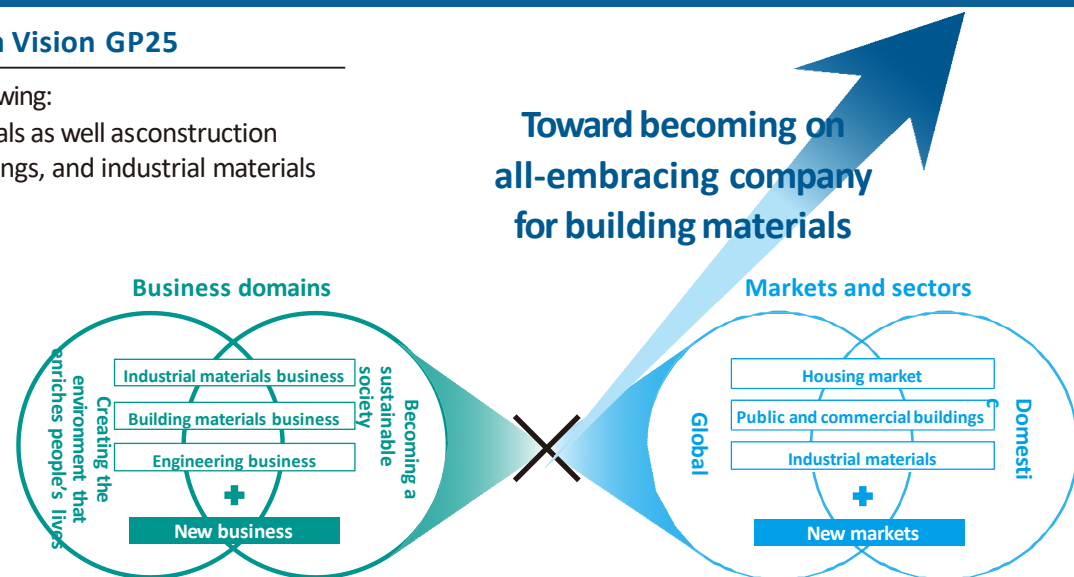 Vision GP25
wing:
als as well asconstruction
ings, and industrial materials
Toward becoming on
all-embracing company
for building materials
Business domains
Creating the
environment that
enriches people's lives
Industrial materials business
Building materials business
Engineering business
New business
Becoming a
sustainable
society
Markets and sectors
Global
Housing market
Public and commercial buildings
Industrial materials
New markets
Domesti
c